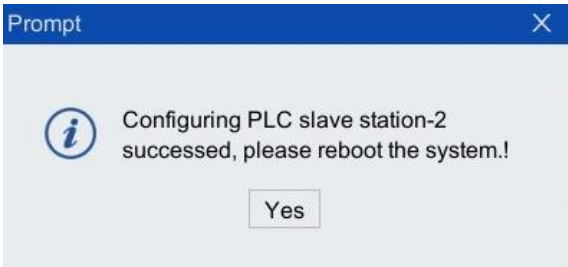 Prompt
Configuring PLC slave station-2
successed, please reboot the system.!
Yes